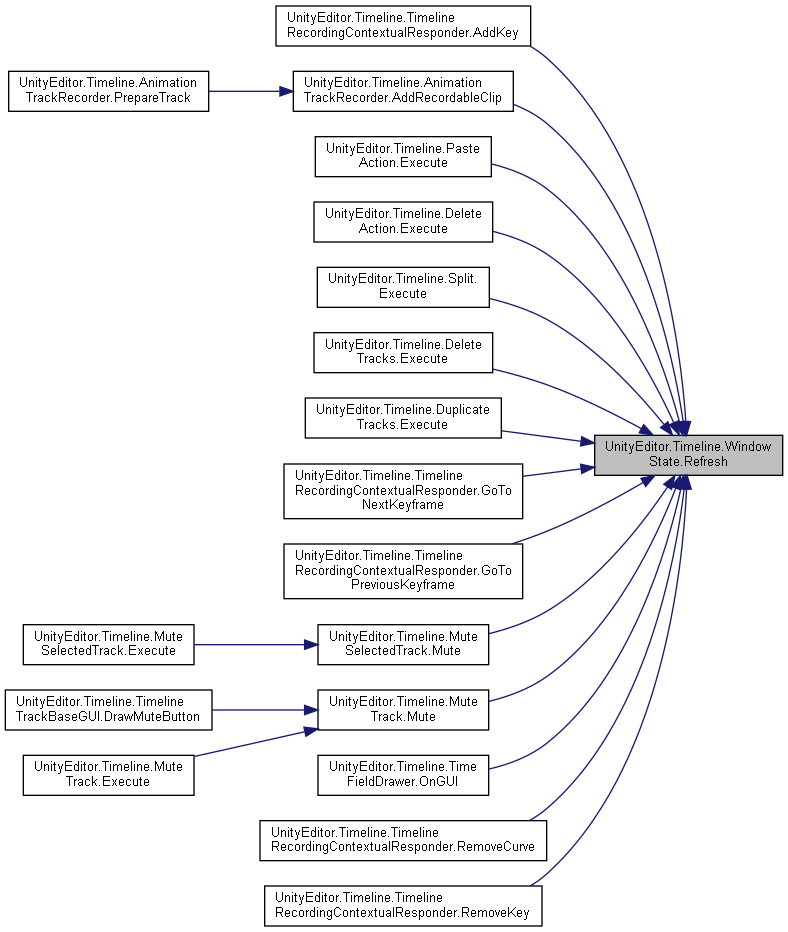 UnityEditor.Timeline.Timeline
RecordingContextualResponder.AddKey
UnityEditor.Timeline.Animation
TrackRecorder.PrepareTrack
UnityEditor.Timeline.Animation
TrackRecorder.AddRecordableClip
UnityEditor.Timeline.Paste
Action.Execute
UnityEditor.Timeline.Delete
Action.Execute
UnityEditor.Timeline.Split.
Execute
UnityEditor.Timeline.Delete
Tracks.Execute
UnityEditor.Timeline.Duplicate
Tracks.Execute
UnityEditor.Timeline.Window
State.Refresh
UnityEditor.Timeline.Timeline
RecordingContextualResponder.GoTo
NextKeyframe
UnityEditor.Timeline.Timeline
RecordingContextualResponder.GoTo
PreviousKeyframe
UnityEditor.Timeline.Mute
SelectedTrack.Execute
UnityEditor.Timeline.Mute
SelectedTrack.Mute
UnityEditor.Timeline.Timeline
TrackBaseGUI.DrawMuteButton
UnityEditor.Timeline.Mute
Track.Mute
UnityEditor.Timeline.Mute
Track.Execute
UnityEditor.Timeline.Time
FieldDrawer.OnGUI
UnityEditor.Timeline.Timeline
RecordingContextualResponder.RemoveCurve
UnityEditor.Timeline.Timeline
RecordingContextualResponder.RemoveKey